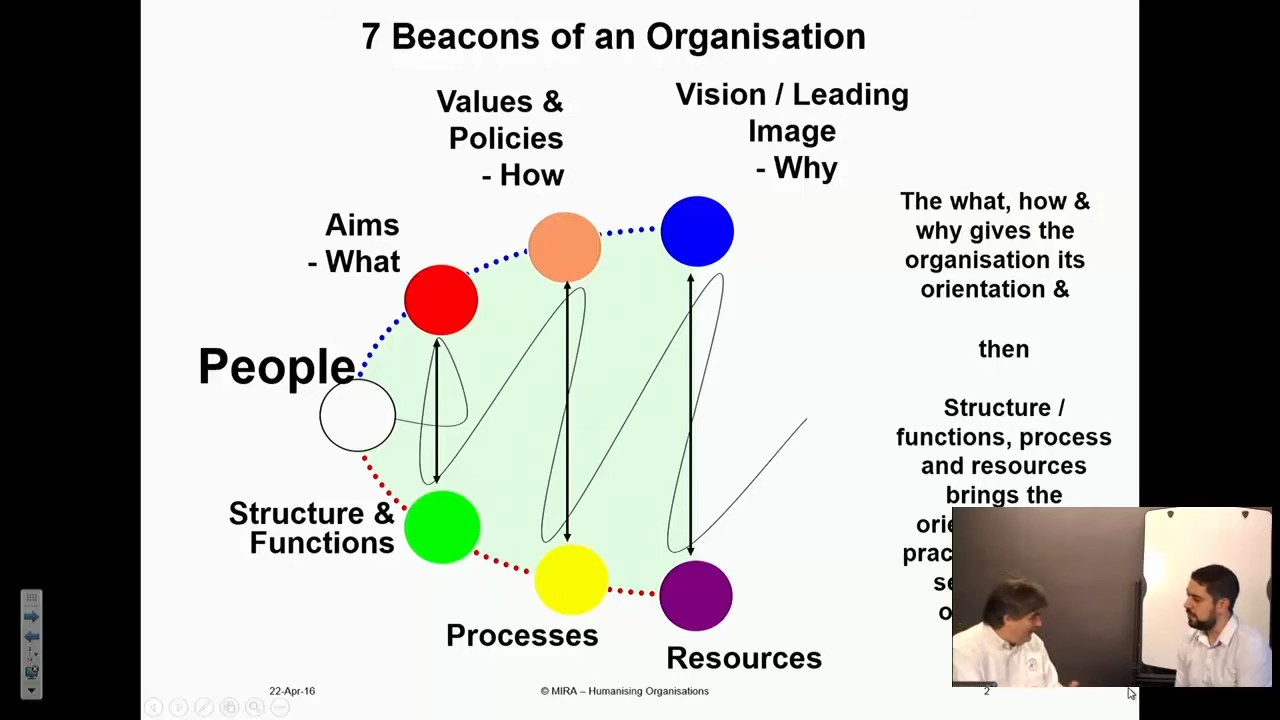 7 Beacons of an Organisation
Values &
Policies
- How
Vision / Leading
Image
- Why
Aims
- What
People
The what, how &
why gives the
organisation its
orientation &
then
Structure /
functions, process
and resources
brings the
Structure &
Functions
Processes
Resources
22-Apr-16
© MIRA – Humanising Organisations
2